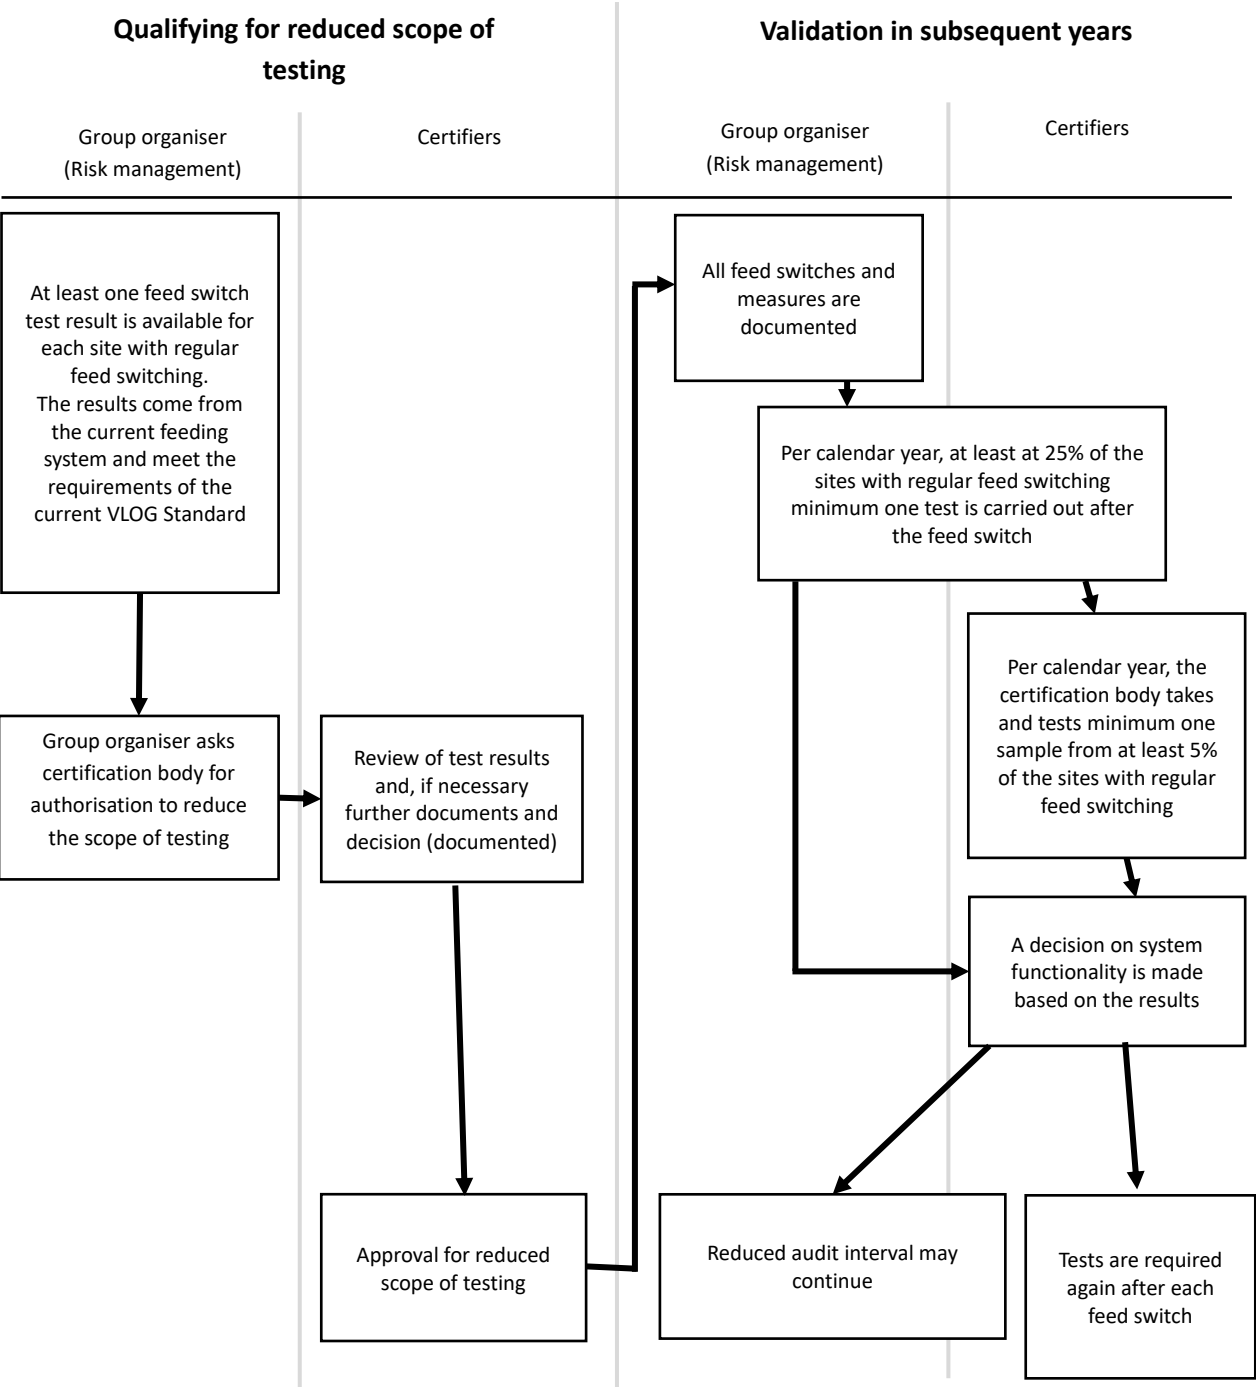 Qualifying for reduced scope of
testing
Validation in subsequent years
Group organiser
(Risk management)
Certifiers
Group organiser
(Risk management)
Certifiers
At least one feed switch
test result is available for
each site with regular
feed switching.
The results come from
the current feeding
system and meet the
requirements of the
current VLOG Standard
Group organiser asks
certification body for
authorisation to reduce
the scope of testing
Review of test results
and, if necessary
further documents and
decision (documented)
Approval for reduced
scope of testing
All feed switches and
measures are
documented
Per calendar year, at least at 25% of the
sites with regular feed switching
minimum one test is carried out after
the feed switch
Per calendar year, the
certification body takes
and tests minimum one
sample from at least 5%
of the sites with regular
feed switching
A decision on system
functionality is made
based on the results
Reduced audit interval may
continue
Tests are required
again after each
feed switch